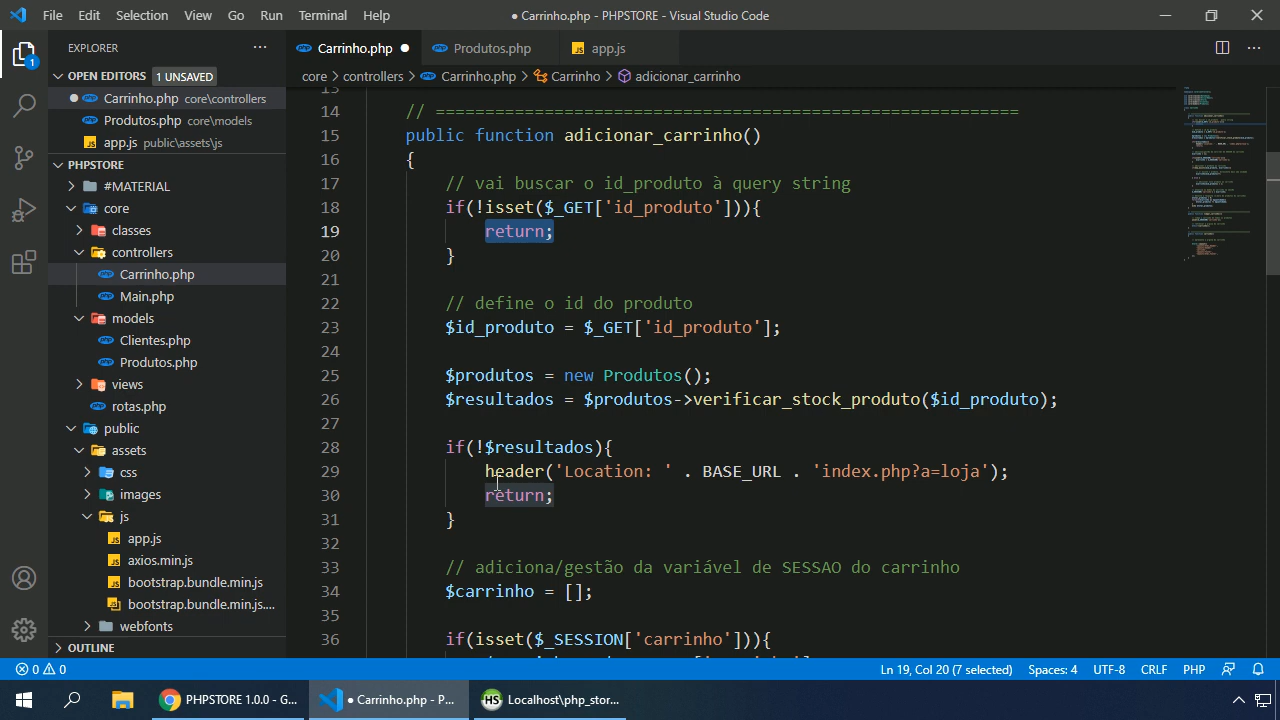 File Edit Selection View Go Run Terminal Help
● Carrinho.php - PHPSTORE - Visual Studio Code
EXPLORER
OPEN EDITORS 1 UNSAVED
Carrinho.php core\controllers
Produtos.php core\models
app.js public\assets\js
PHPSTORE
#MATERIAL
core
classes
controllers
Carrinho.php
Main.php
models
Clientes.php
Produtos.php
views
rotas.php
public
assets
css
images
js
app.js
axios.min.js
bootstrap.bundle.min.js
bootstrap.bundle.min.js....
webfonts
OUTLINE
Carrinho.php ● Produtos.php app.js
core > controllers > Carrinho.php > Carrinho > adicionar_carrinho
13
14 // ===========================================================
15 public function adicionar_carrinho()
16 {
17 // vai buscar o id_produto à query string
18 if(!isset($_GET['id_produto'])){
19 return;
20 }
21
22 // define o id do produto
23 $id_produto = $_GET['id_produto'];
24
25 $produtos = new Produtos();
26 $resultados = $produtos->verificar_stock_produto($id_produto);
27
28 if(!$resultados){
29 header('Location: ' . BASE_URL . 'index.php?a=loja');
30 return;
31 }
32
33 // adiciona/gestão da variável de SESSAO do carrinho
34 $carrinho = [];
35
36 if(isset($_SESSION['carrinho'])){
0 0
Ln 19, Col 20 (7 selected) Spaces: 4 UTF-8 CRLF PHP
PHPSTORE 1.0.0 - G... ● Carrinho.php - P... HS Localhost\php_stor...